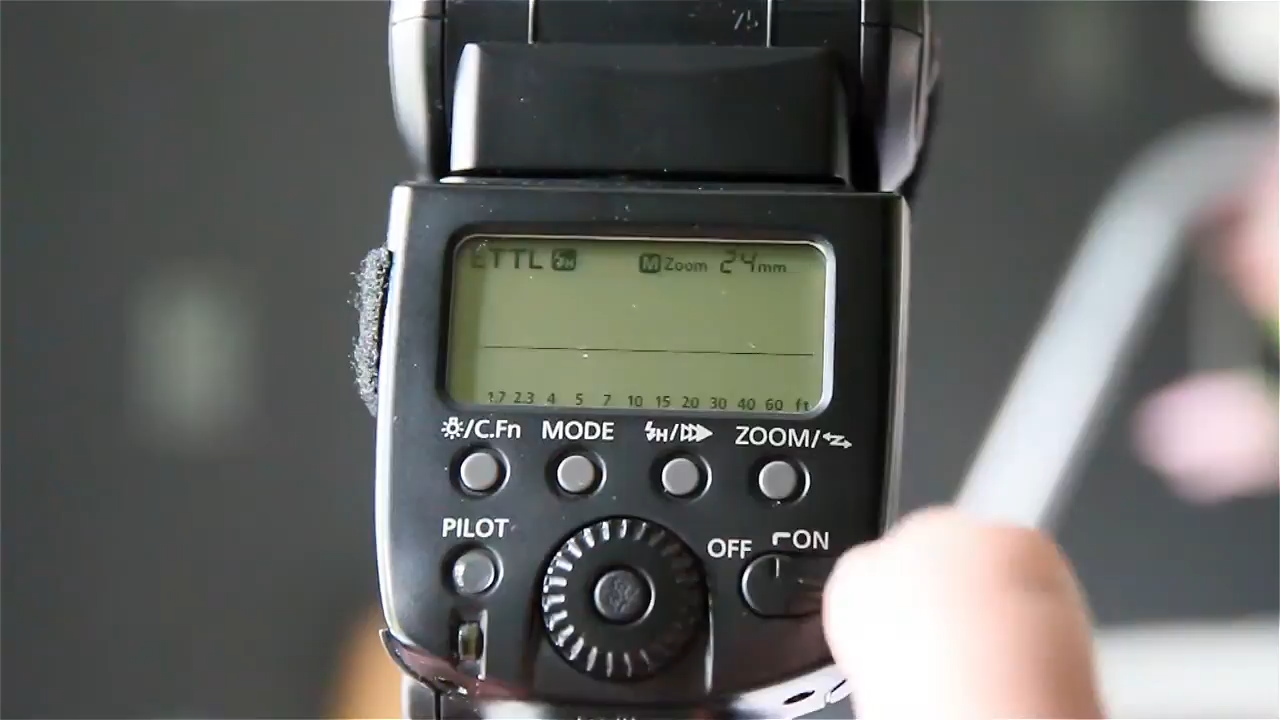 75
ETTL H M Zoom 24mm
1.7 2.3 4 5 7 10 15 20 30 40 60 ft
/C.Fn MODE H/ ZOOM/
PILOT
OFF ON